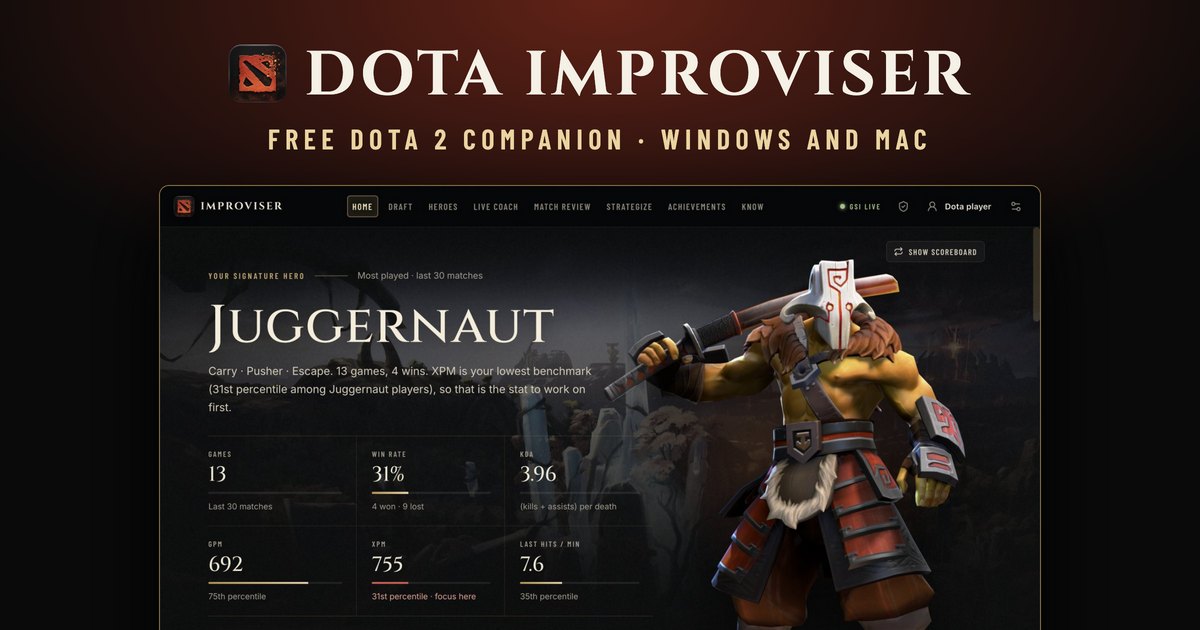 DOTA IMPROVISER
FREE DOTA 2 COMPANION · WINDOWS AND MAC
IMPROVISER
HOME DRAFT HEROES LIVE COACH MATCH REVIEW STRATEGIZE ACHIEVEMENTS KNOW
GSI LIVE
Dota player
SHOW SCOREBOARD
YOUR SIGNATURE HERO
Most played · last 30 matches
JUGGERNAUT
Carry · Pusher · Escape. 13 games, 4 wins. XPM is your lowest benchmark
(31st percentile among Juggernaut players), so that is the stat to work on
first.
GAMES
13
Last 30 matches
WIN RATE
31%
4 won · 9 lost
KDA
3.96
(kills + assists) per death
GPM
692
75th percentile
XPM
755
31st percentile · focus here
LAST HITS / MIN
7.6
35th percentile